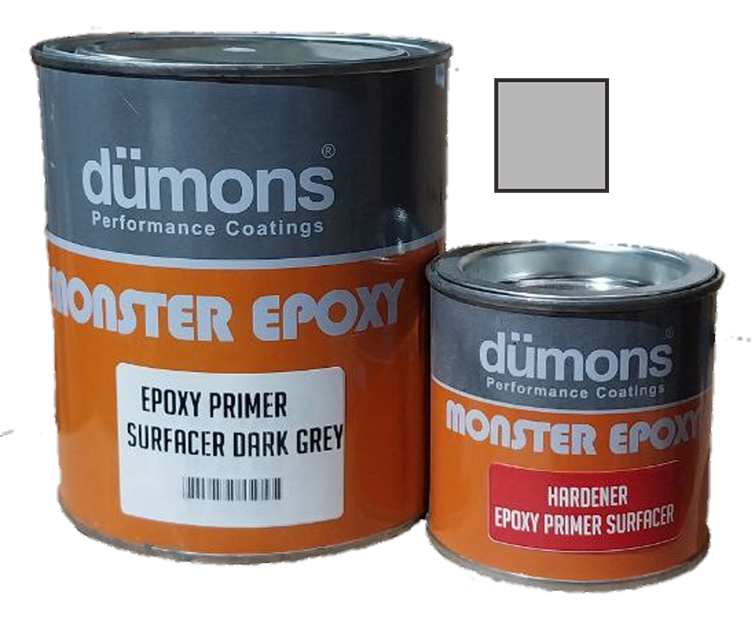 dümons®
Performance Coatings
MONSTER EPOXY
EPOXY PRIMER
SURFACER DARK GREY
dümons®
Performance Coatings
MONSTER EPOXY
HARDENER
EPOXY PRIMER SURFACER